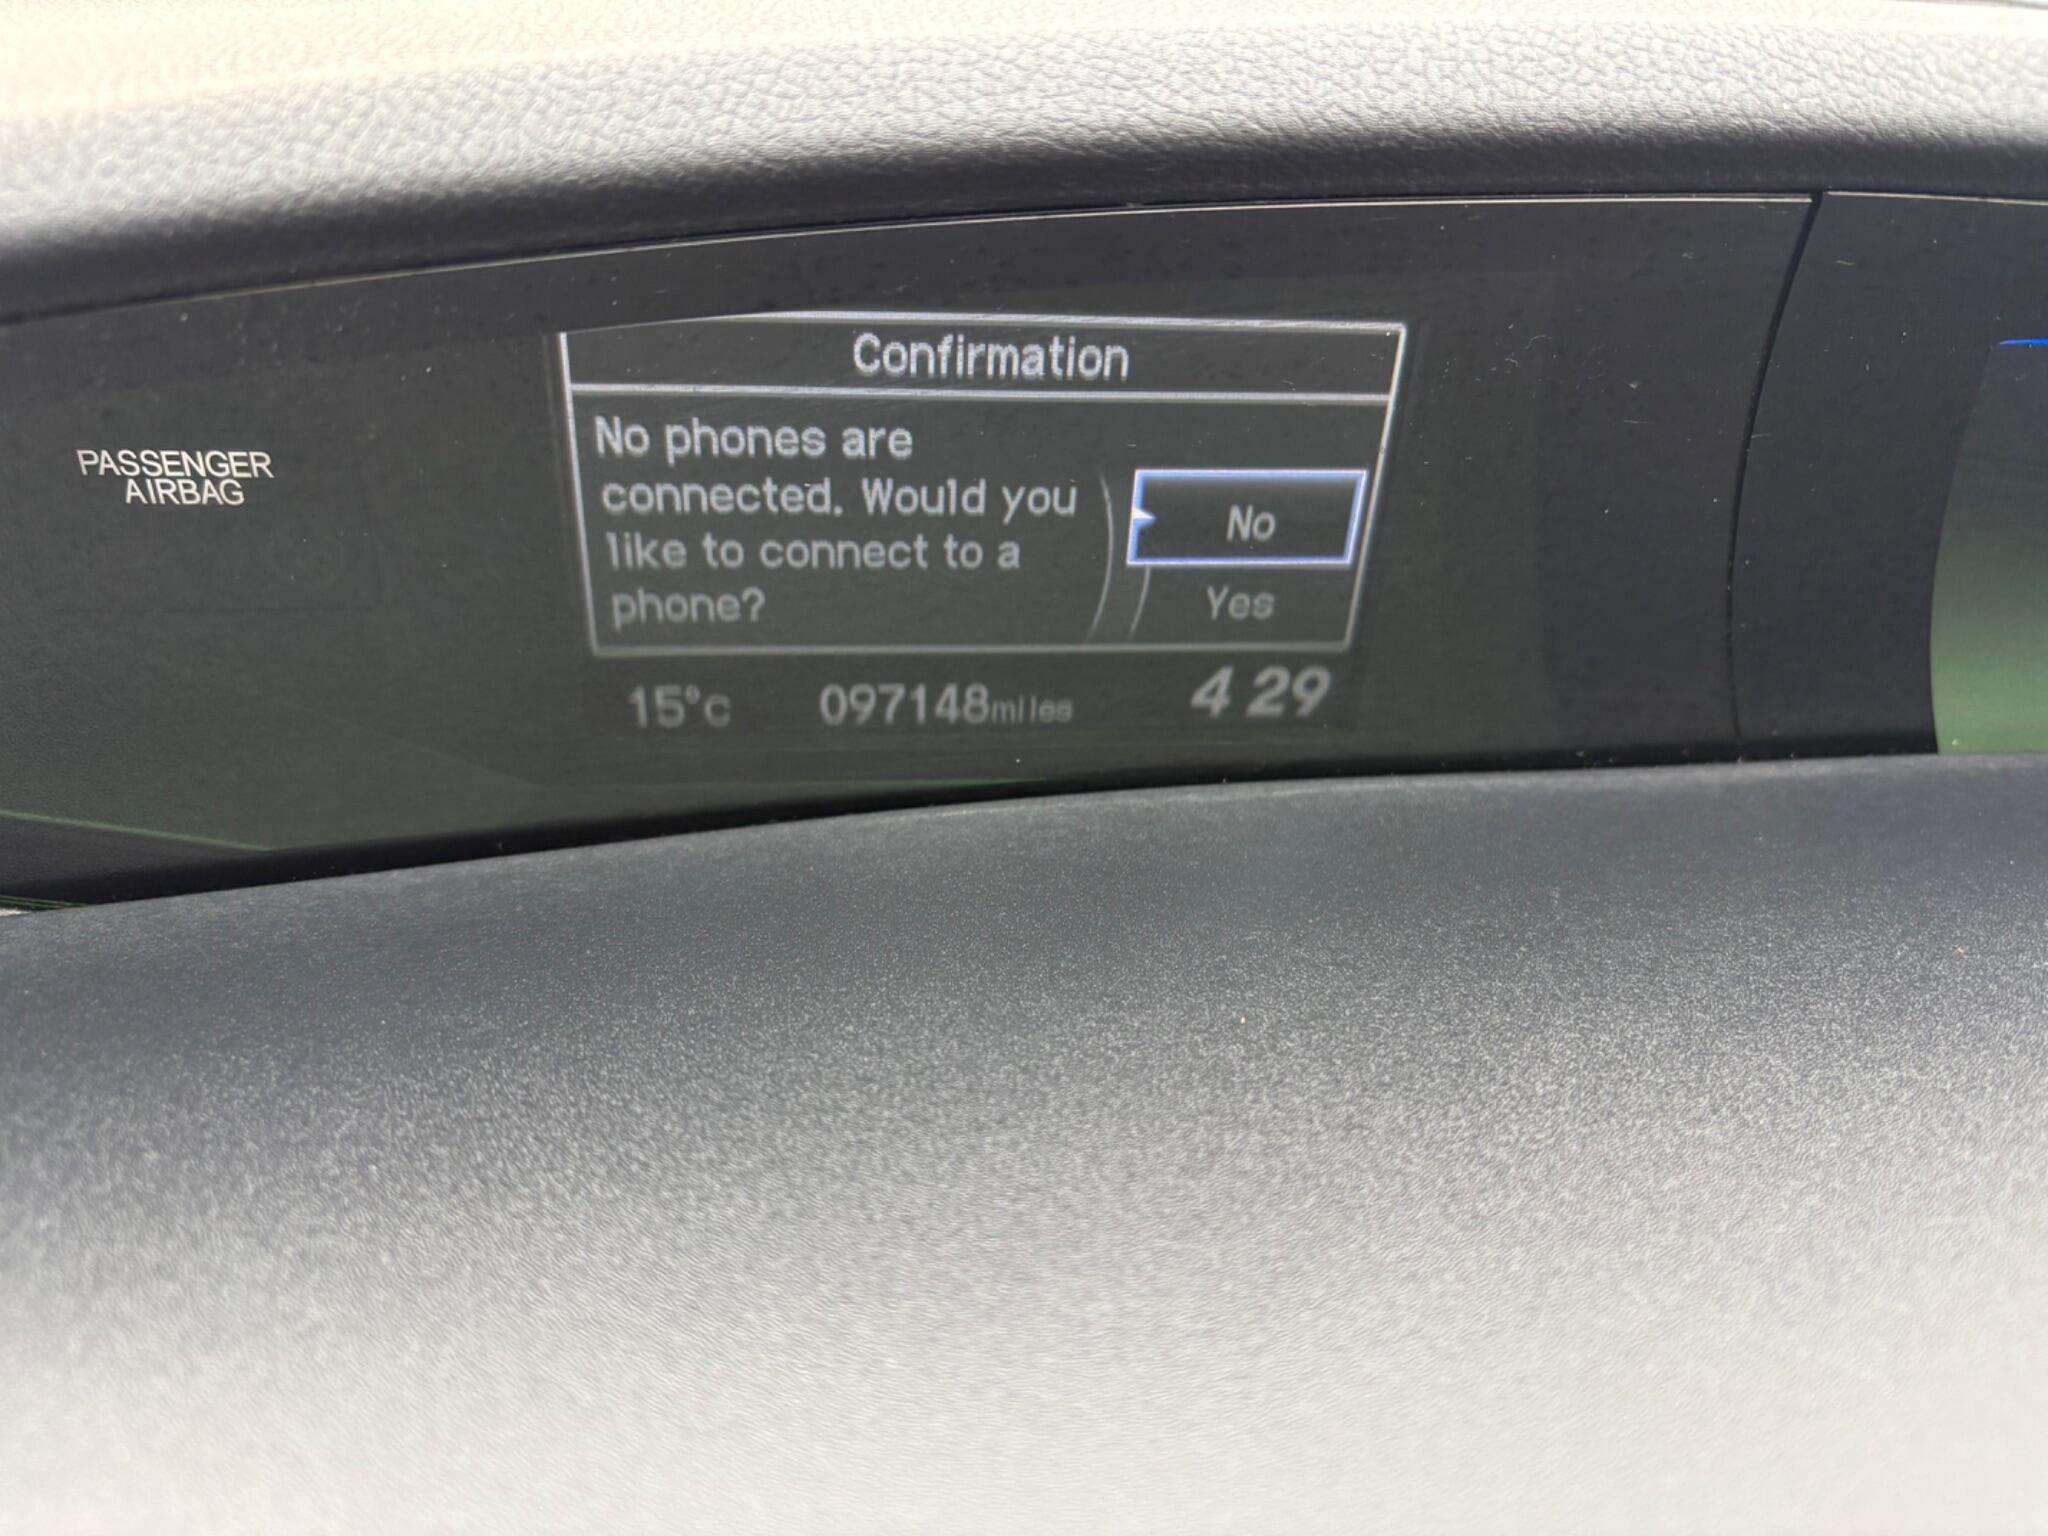 Confirmation
PASSENGER
AIRBAG
No phones are
connected. Would you
like to connect to a
phone?
No
Yes
15°C 097148miles 4 29